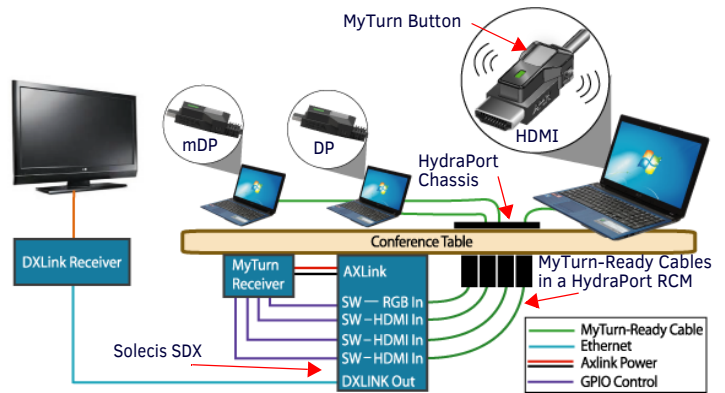 MyTurn Button
mDP
DP
HDMI
HydraPort
Chassis
Conference Table
DXLink Receiver
MyTurn
Receiver
AXLink
SW — RGB In
SW – HDMI In
SW – HDMI In
SW – HDMI In
DXLINK Out
MyTurn-Ready Cables
in a HydraPort RCM
Solecis SDX
MyTurn-Ready Cable
Ethernet
Axlink Power
GPIO Control